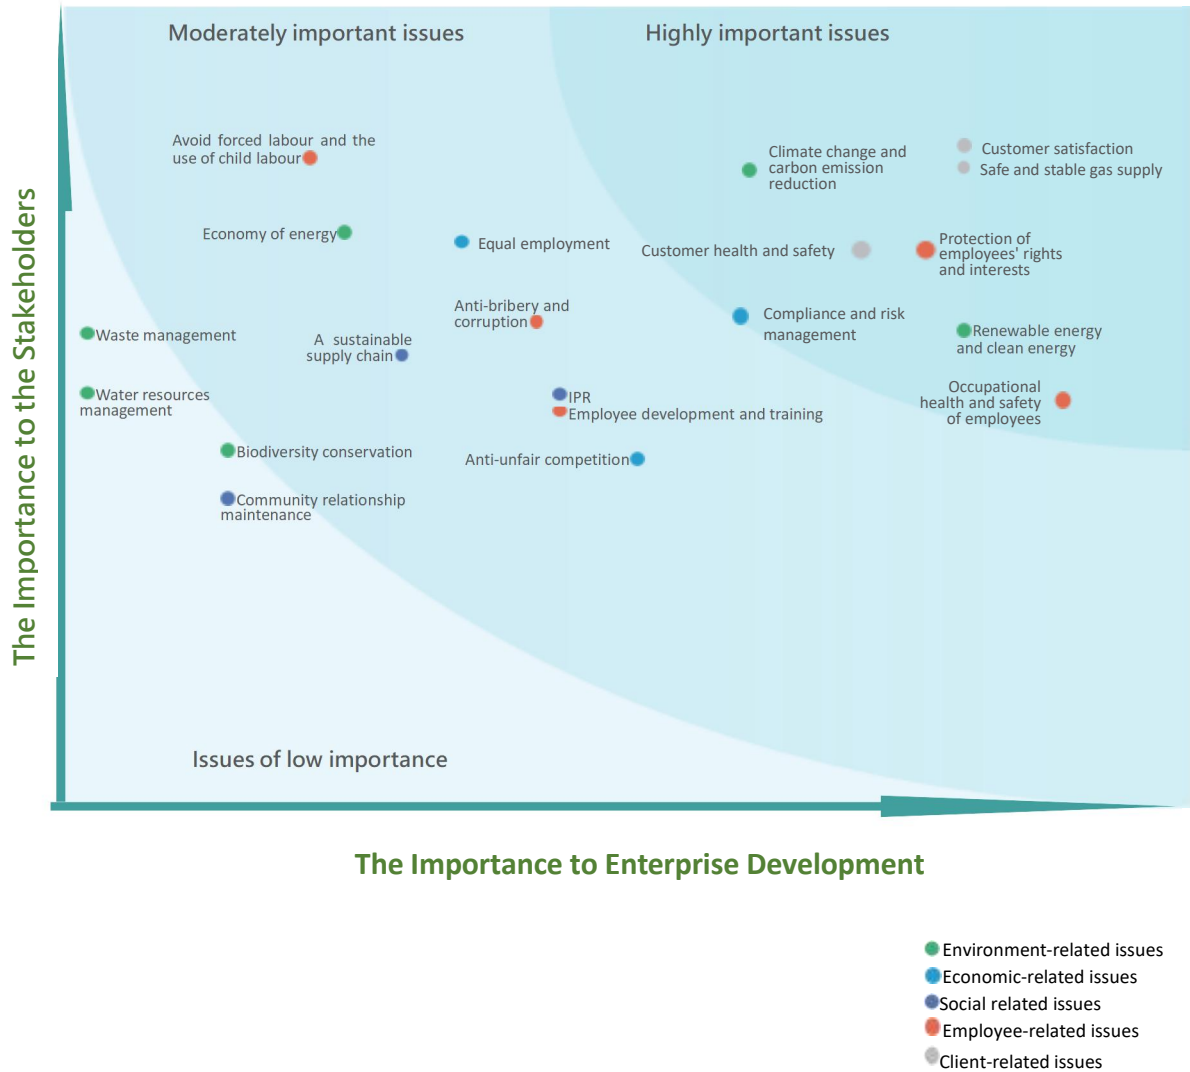 Moderately important issues
Highly important issues
Avoid forced labour and the
use of child labour
Climate change and
carbon emission
reduction
Customer satisfaction
Safe and stable gas supply
Economy of energy
Equal employment
Customer health and safety
Protection of
employees' rights
and interests
Anti-bribery and
corruption
Compliance and risk
management
Waste management
A sustainable
supply chain
Renewable energy
and clean energy
Water resources
management
IPR
Employee development and training
Occupational
health and safety
of employees
Biodiversity conservation
Anti-unfair competition
Community relationship
maintenance
Issues of low importance
The Importance to the Stakeholders
The Importance to Enterprise Development
Environment-related issues
Economic-related issues
Social related issues
Employee-related issues
Client-related issues